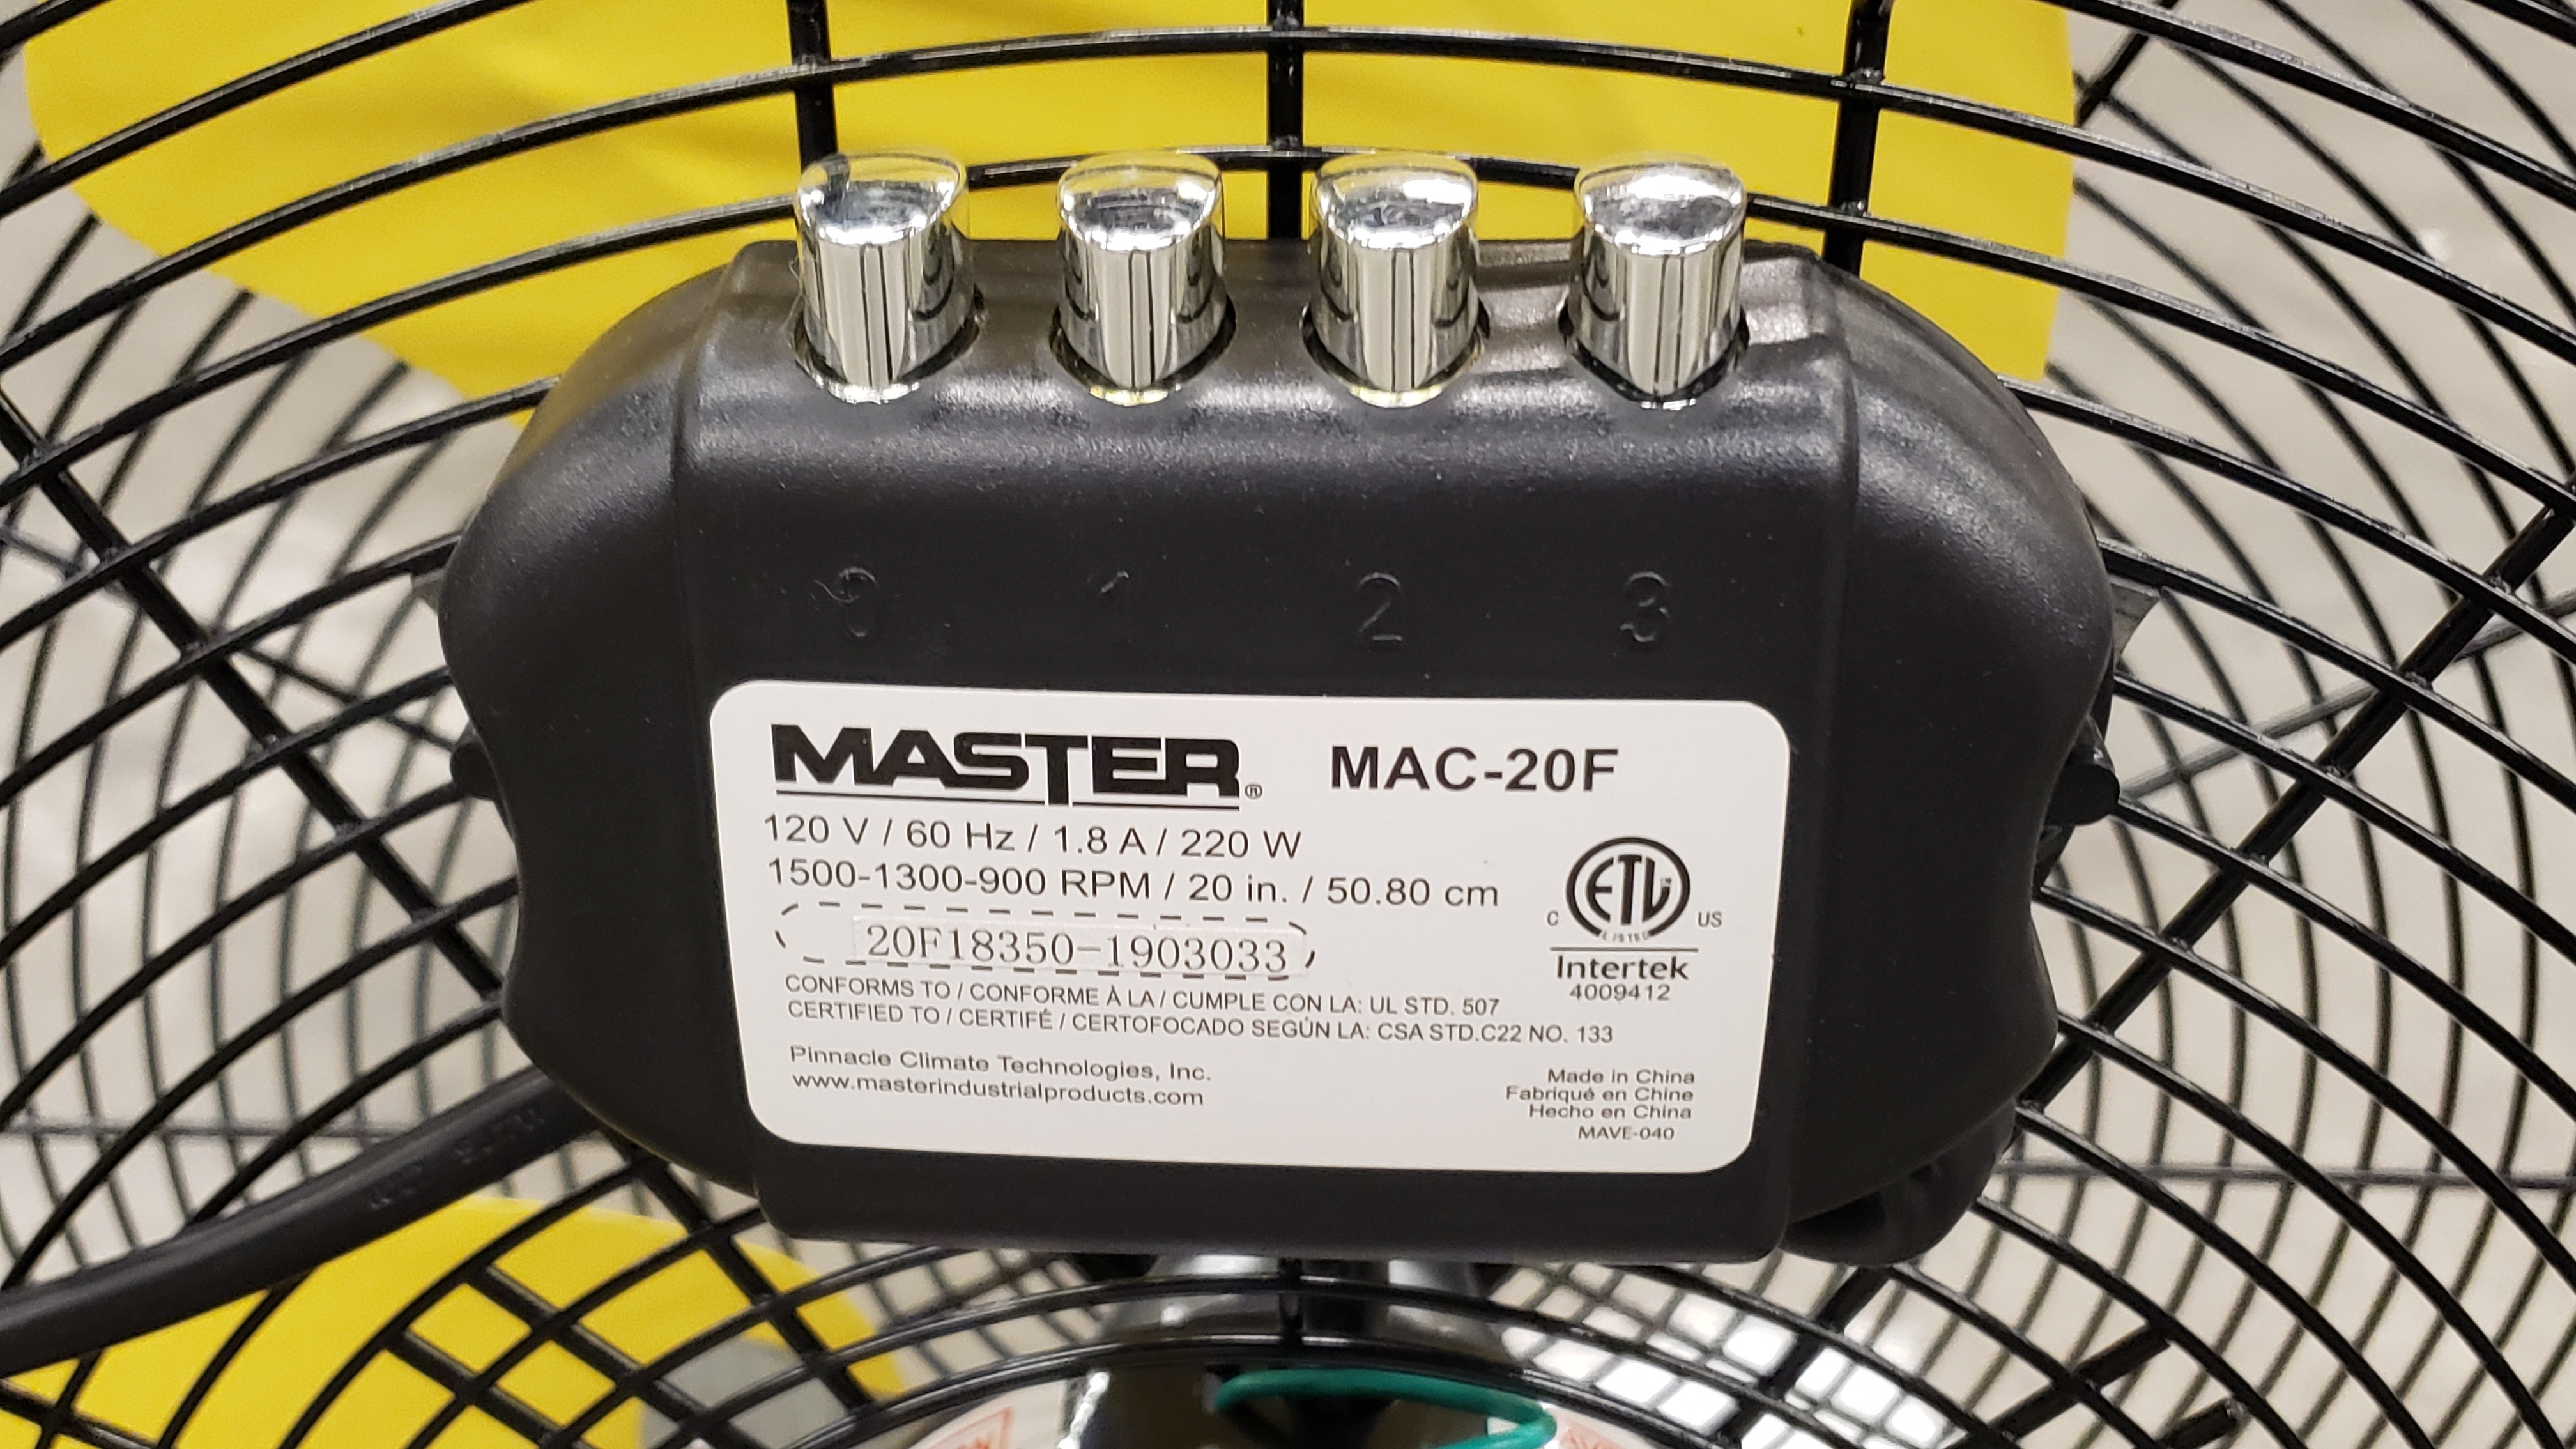 0 1 2 3
MASTER® MAC-20F
120 V / 60 Hz / 1.8 A / 220 W
1500-1300-900 RPM / 20 in. / 50.80 cm
20F18350-1903033
C ETL LISTED US
Intertek
4009412
CONFORMS TO / CONFORME À LA / CUMPLE CON LA: UL STD. 507
CERTIFIED TO / CERTIFÉ / CERTOFOCADO SEGÚN LA: CSA STD.C22 NO. 133
Pinnacle Climate Technologies, Inc.
www.masterindustrialproducts.com
Made in China
Fabriqué en Chine
Hecho en China
MAVE-040